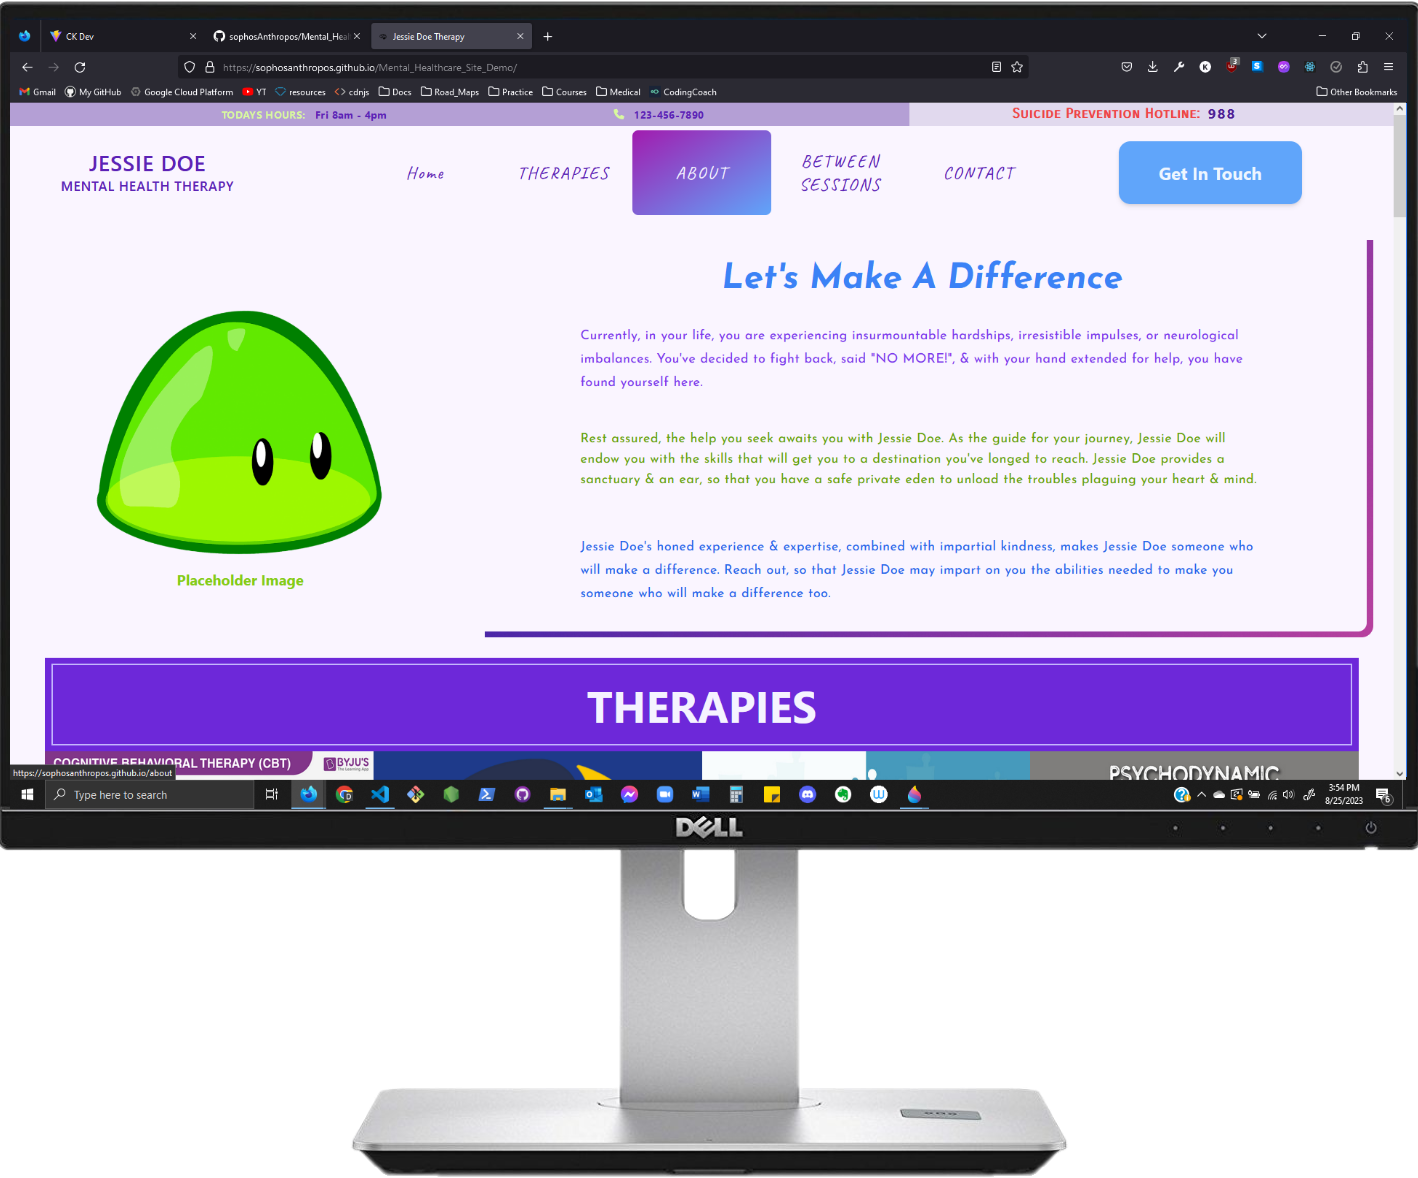 CK Dev
sophosAnthropos/Mental_Heal
Jessie Doe Therapy
https://sophosanthropos.github.io/Mental_Healthcare_Site_Demo/
Gmail
My GitHub
Google Cloud Platform
YT
resources
cdnjs
Docs
Road_Maps
Practice
Courses
Medical
CodingCoach
Other Bookmarks
TODAYS HOURS: Fri 8am - 4pm
123-456-7890
Suicide Prevention Hotline: 988
JESSIE DOE
MENTAL HEALTH THERAPY
Home
THERAPIES
ABOUT
BETWEEN
SESSIONS
CONTACT
Get In Touch
Let's Make A Difference
Currently, in your life, you are experiencing insurmountable hardships, irresistible impulses, or neurological
imbalances. You've decided to fight back, said "NO MORE!", & with your hand extended for help, you have
found yourself here.
Rest assured, the help you seek awaits you with Jessie Doe. As the guide for your journey, Jessie Doe will
endow you with the skills that will get you to a destination you've longed to reach. Jessie Doe provides a
sanctuary & an ear, so that you have a safe private eden to unload the troubles plaguing your heart & mind.
Jessie Doe's honed experience & expertise, combined with impartial kindness, makes Jessie Doe someone who
will make a difference. Reach out, so that Jessie Doe may impart on you the abilities needed to make you
someone who will make a difference too.
Placeholder Image
THERAPIES
COGNITIVE BEHAVIORAL THERAPY (CBT)
BYJU'S
The Learning App
PSYCHODYNAMIC
https://sophosanthropos.github.io/about
Type here to search
3:54 PM
8/25/2023
6
DELL